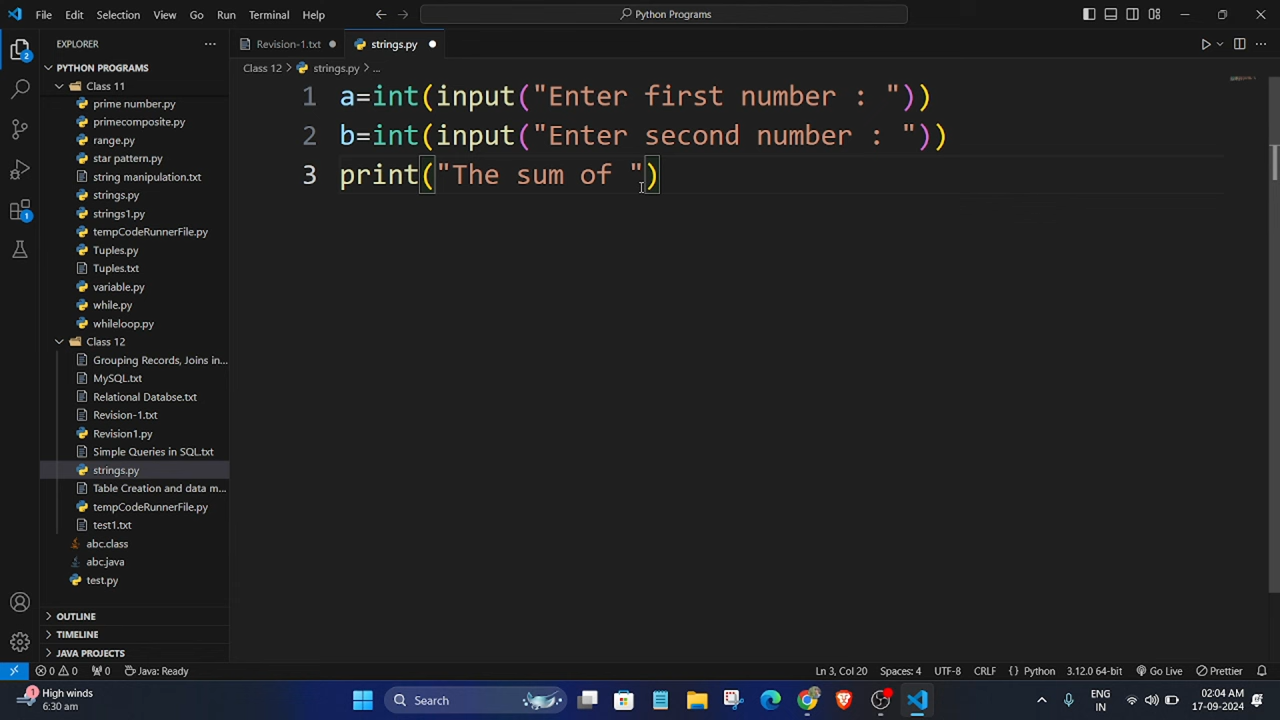 File Edit Selection View Go Run Terminal Help Python Programs
EXPLORER Revision-1.txt strings.py
PYTHON PROGRAMS Class 12 > strings.py > ...
Class 11
prime number.py
primecomposite.py
range.py
star pattern.py
string manipulation.py
strings.py
strings1.py
tempCodeRunnerFile.py
Tuples.py
Tuples.txt
variable.py
while.py
whileloop.py
Class 12
Grouping Records, Joins in...
MySQL.txt
Relational Databse.txt
Revision-1.txt
Revision1.py
Simple Queries in SQL.txt
strings.py
Table Creation and data m...
tempCodeRunnerFile.py
test1.txt
abc.class
abc.java
test.py
OUTLINE
TIMELINE
JAVA PROJECTS
1 a=int(input("Enter first number : "))
2 b=int(input("Enter second number : "))
3 print("The sum of ")
2
2
0 0 0 Java: Ready Ln 3, Col 20 Spaces: 4 UTF-8 CRLF {} Python 3.12.0 64-bit Go Live Prettier
1 High winds
6:30 am
Search
ENG
IN
02:04 AM
17-09-2024